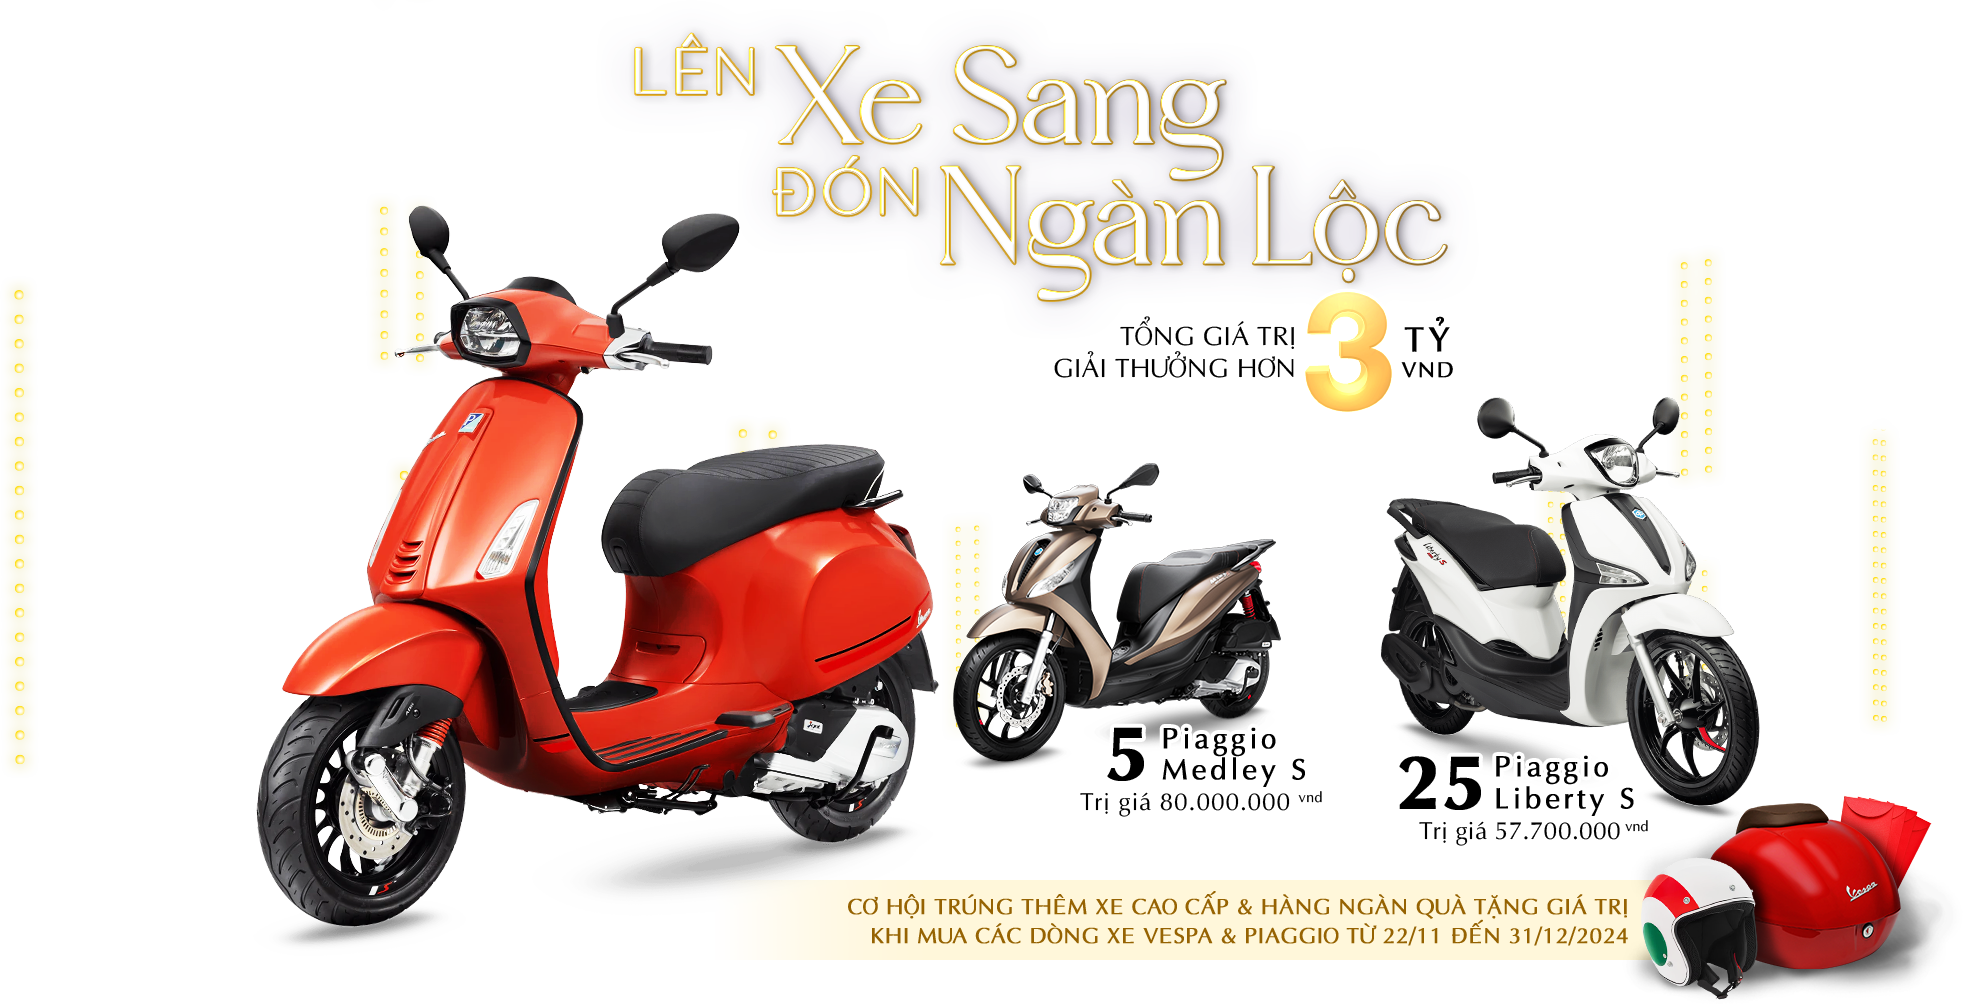 LÊN Xe Sang
ĐÓN Ngàn Lộc
TỔNG GIÁ TRỊ
GIẢI THƯỞNG HƠN
3 TỶ
VND
5 Piaggio
Medley S
Trị giá 80.000.000 vnd
25 Piaggio
Liberty S
Trị giá 57.700.000 vnd
CƠ HỘI TRÚNG THÊM XE CAO CẤP & HÀNG NGÀN QUÀ TẶNG GIÁ TRỊ
KHI MUA CÁC DÒNG XE VESPA & PIAGGIO TỪ 22/11 ĐẾN 31/12/2024
Vespa
Liberty S